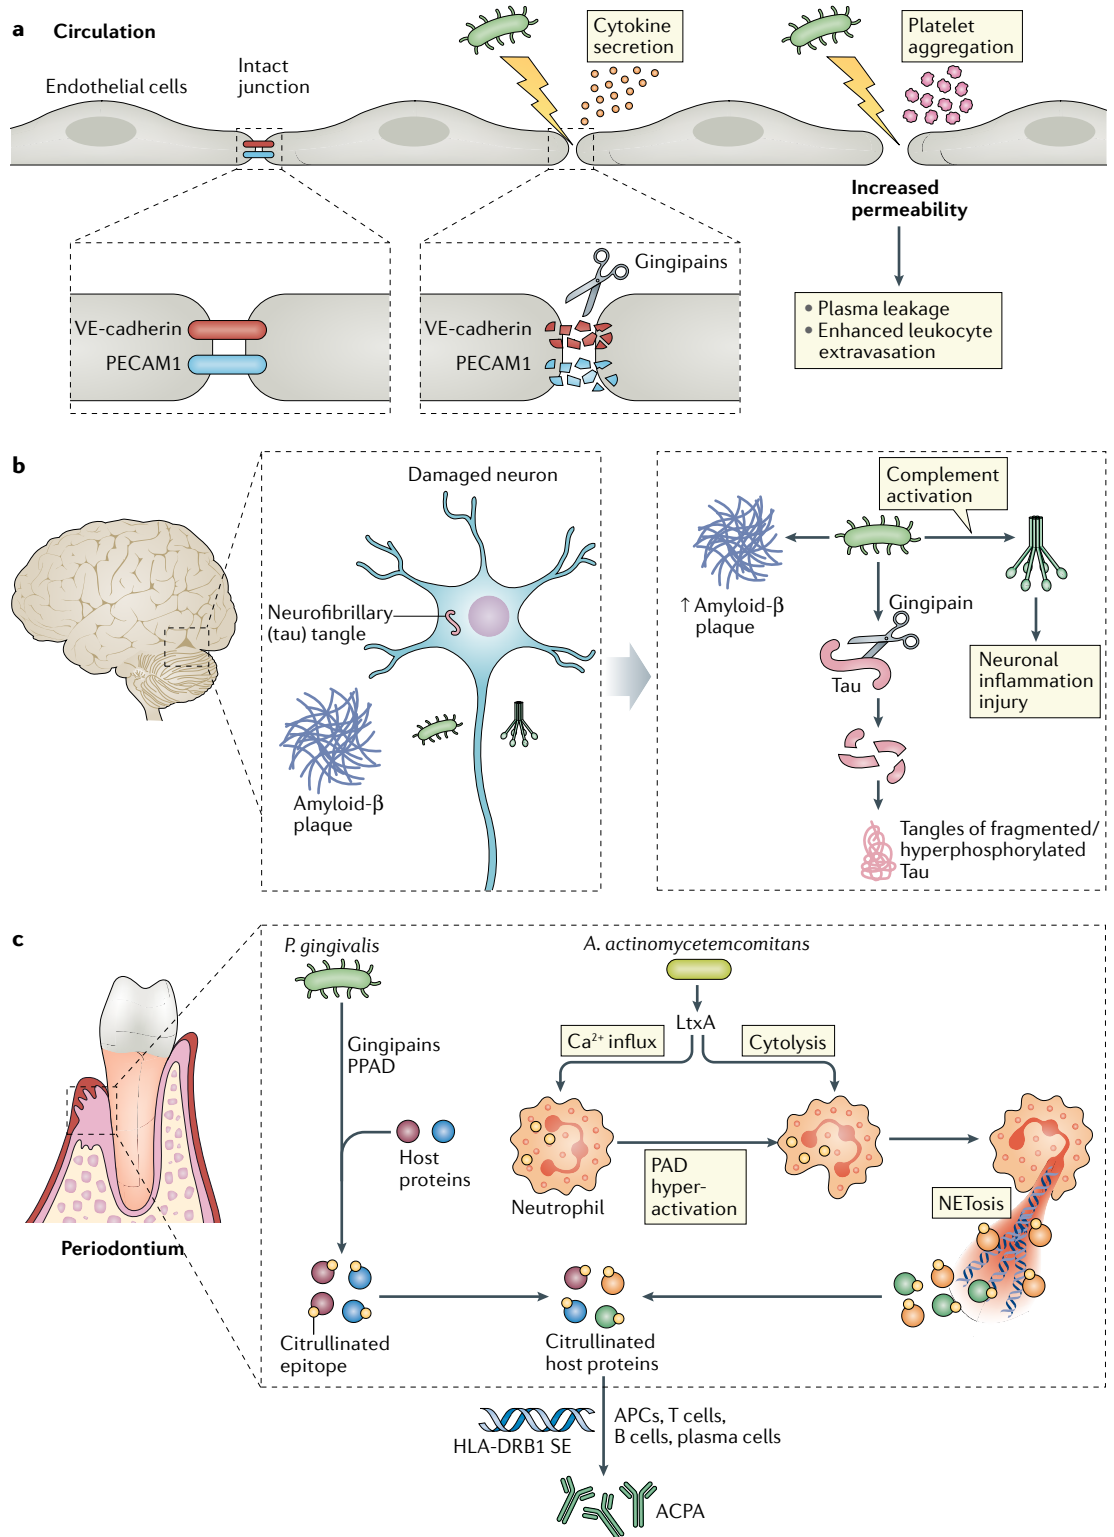 a
Circulation
Endothelial cells
Intact
junction
Cytokine
secretion
Platelet
aggregation
Increased
permeability
• Plasma leakage
• Enhanced leukocyte
extravasation
VE-cadherin
PECAM1
Gingipains
VE-cadherin
PECAM1
b
Damaged neuron
Neurofibrillary
(tau) tangle
Amyloid-β
plaque
Complement
activation
↑ Amyloid-β
plaque
Gingipain
Tau
Neuronal
inflammation
injury
Tangles of fragmented/
hyperphosphorylated
Tau
c
Periodontium
P. gingivalis
Gingipains
PPAD
Host
proteins
Citrullinated
epitope
A. actinomycetemcomitans
LtxA
Ca²⁺ influx
Cytolysis
Neutrophil
PAD
hyper-
activation
NETosis
Citrullinated
host proteins
HLA-DRB1 SE
APCs, T cells,
B cells, plasma cells
ACPA